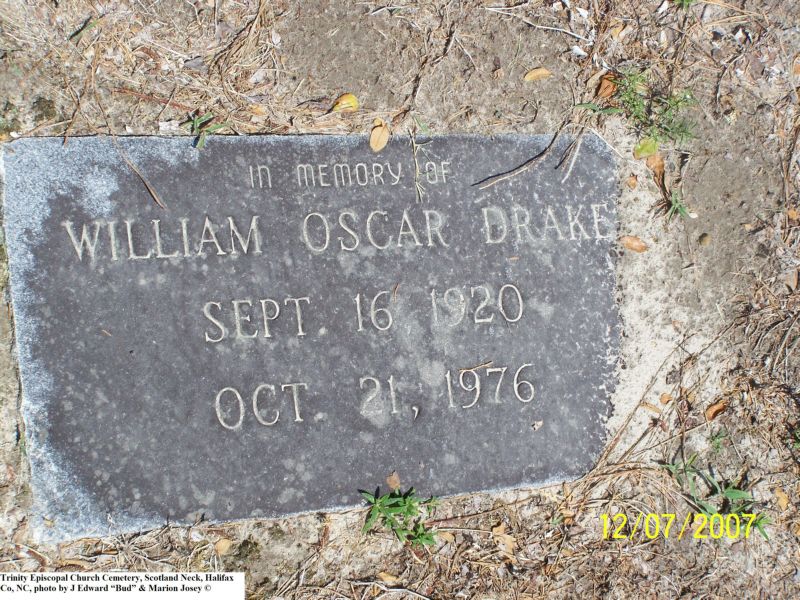 IN MEMORY OF
WILLIAM OSCAR DRAKE
SEPT. 16 1920
OCT. 21, 1976
12/07/2007
Trinity Episcopal Church Cemetery, Scotland Neck, Halifax
Co, NC, photo by J Edward “Bud” & Marion Josey ©